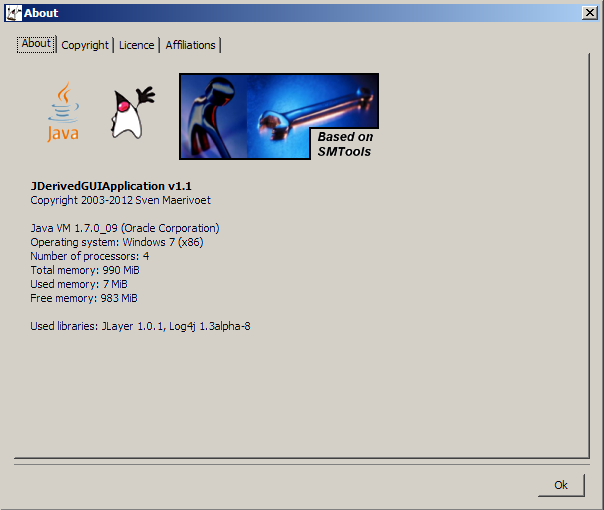 About
About
Copyright
Licence
Affiliations
Java
Based on
SMTools
JDerivedGUIApplication v1.1
Copyright 2003-2012 Sven Maerivoet
Java VM 1.7.0_09 (Oracle Corporation)
Operating system: Windows 7 (x86)
Number of processors: 4
Total memory: 990 MiB
Used memory: 7 MiB
Free memory: 983 MiB
Used libraries: JLayer 1.0.1, Log4j 1.3alpha-8
Ok